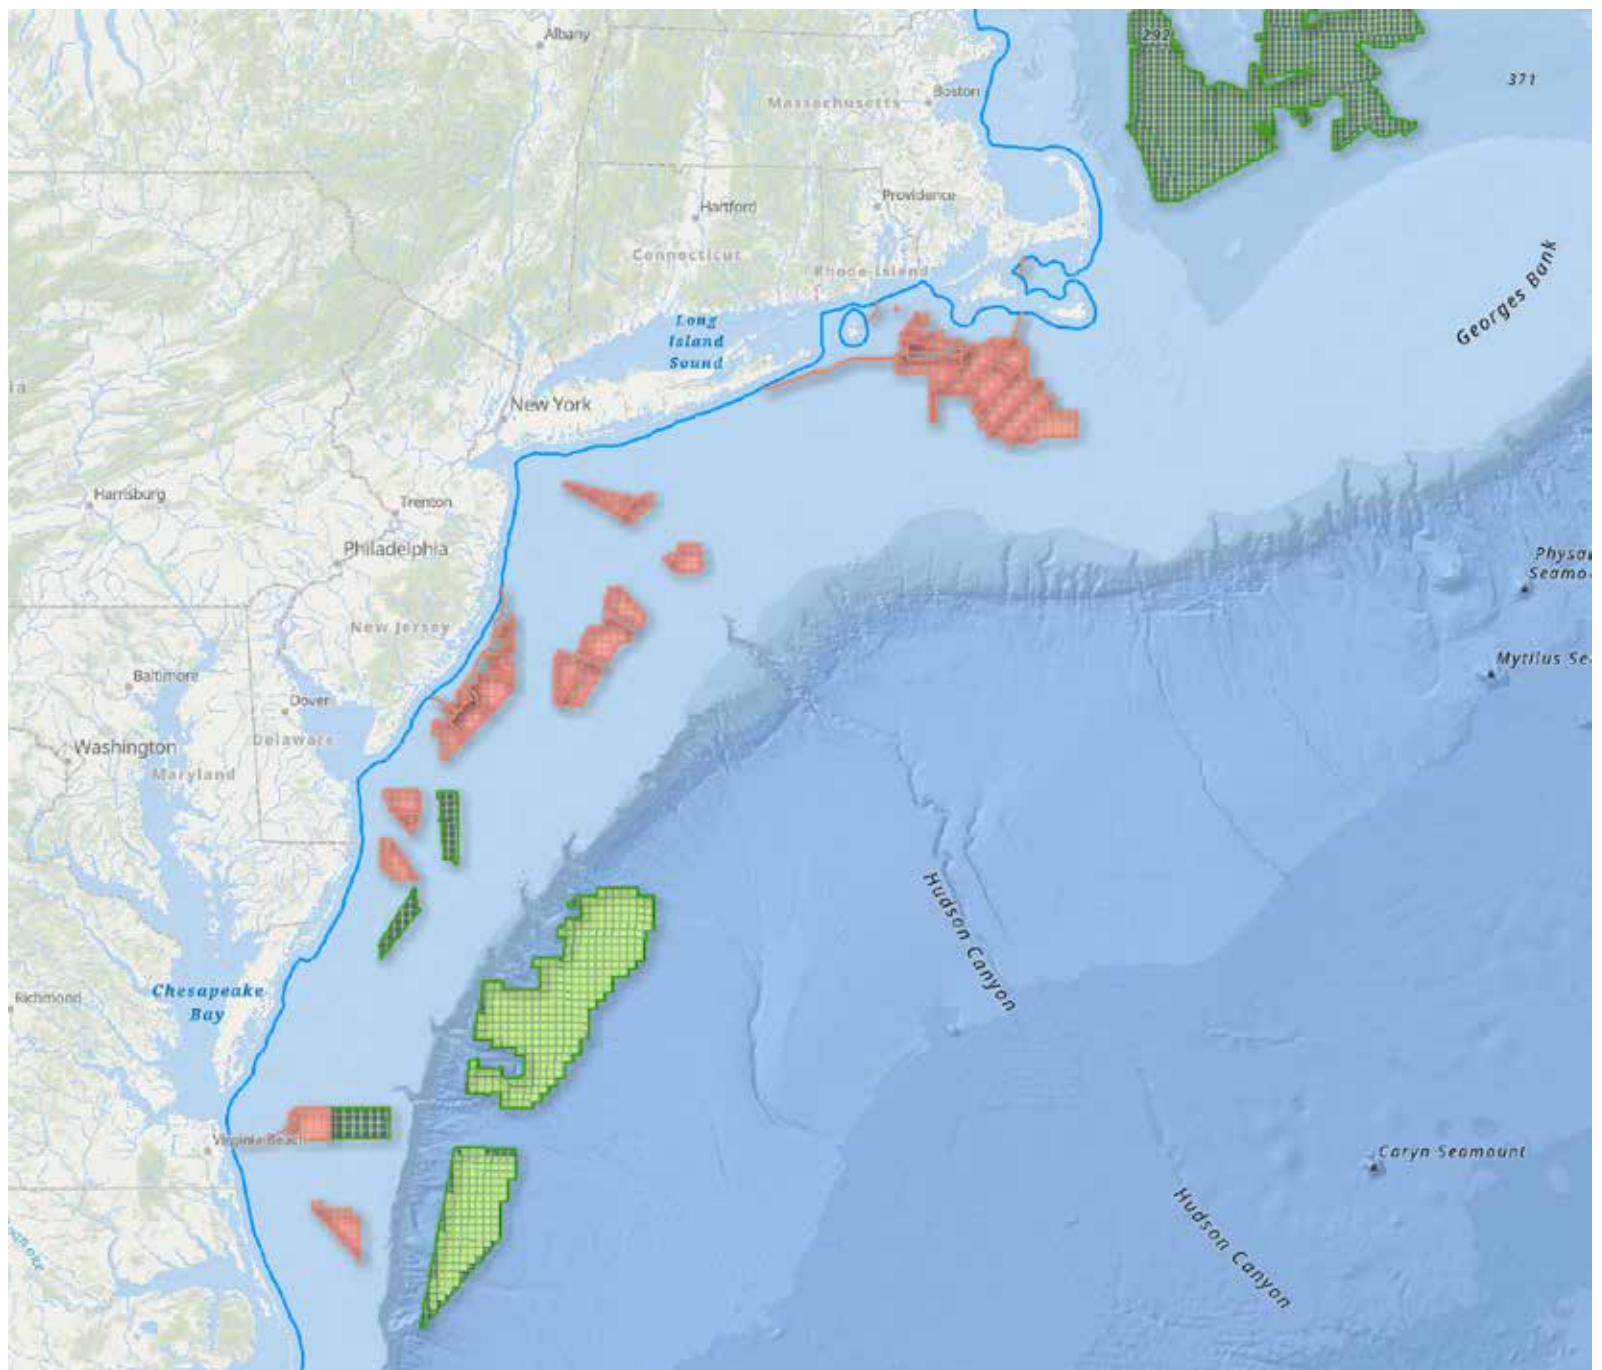 Albany
292
371
Boston
Massachusetts
Providence
Hartford
Connecticut
Rhode Island
Georges Bank
Long
Island
Sound
New York
Harrisburg
Trenton
Philadelphia
Physa
Seamo
New Jersey
Mytilus Se
Baltimore
Dover
Delaware
Washington
Maryland
Hudson Canyon
Chesapeake
Bay
Richmond
Virginia Beach
Caryn Seamount
Hudson Canyon